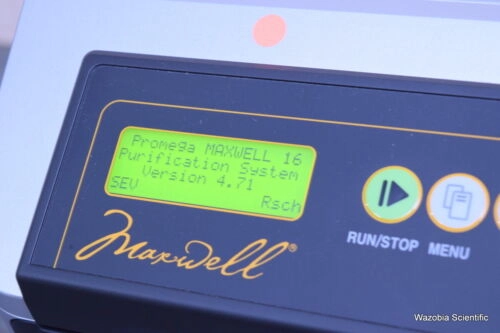 Promega MAXWELL 16
Purification System
Version 4.71
SEV Rsch
RUN/STOP MENU
Maxwell®
Wazobia Scientific